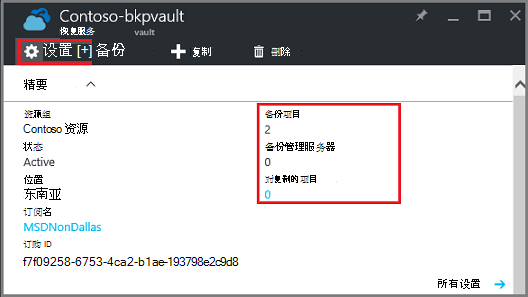 Contoso-bkpvault
恢复服务 vault
设置 [+] 备份 复制 删除
精要
资源组
Contoso 资源
状态
Active
位置
东南亚
订阅名
MSDNonDallas
订购 ID
f7f09258-6753-4ca2-b1ae-193798e2c9d8
备份项目
2
备份管理服务器
0
对复制的项目
0
所有设置